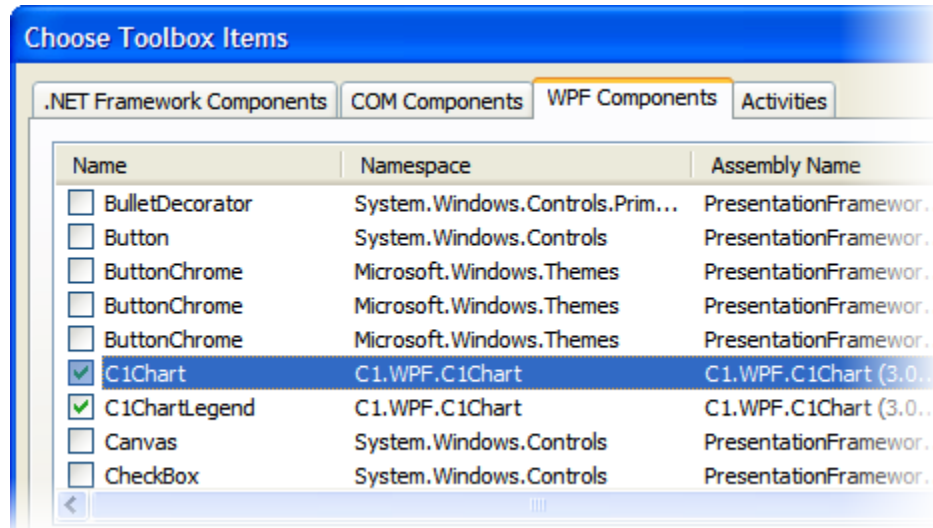 Choose Toolbox Items
.NET Framework Components COM Components WPF Components Activities
Name Namespace Assembly Name
BulletDecorator System.Windows.Controls.Prim... PresentationFramewor.
Button System.Windows.Controls PresentationFramewor.
ButtonChrome Microsoft.Windows.Themes PresentationFramewor.
ButtonChrome Microsoft.Windows.Themes PresentationFramewor.
ButtonChrome Microsoft.Windows.Themes PresentationFramewor.
C1Chart C1.WPF.C1Chart C1.WPF.C1Chart (3.0..
C1ChartLegend C1.WPF.C1Chart C1.WPF.C1Chart (3.0..
Canvas System.Windows.Controls PresentationFramewor.
CheckBox System.Windows.Controls PresentationFramewor.